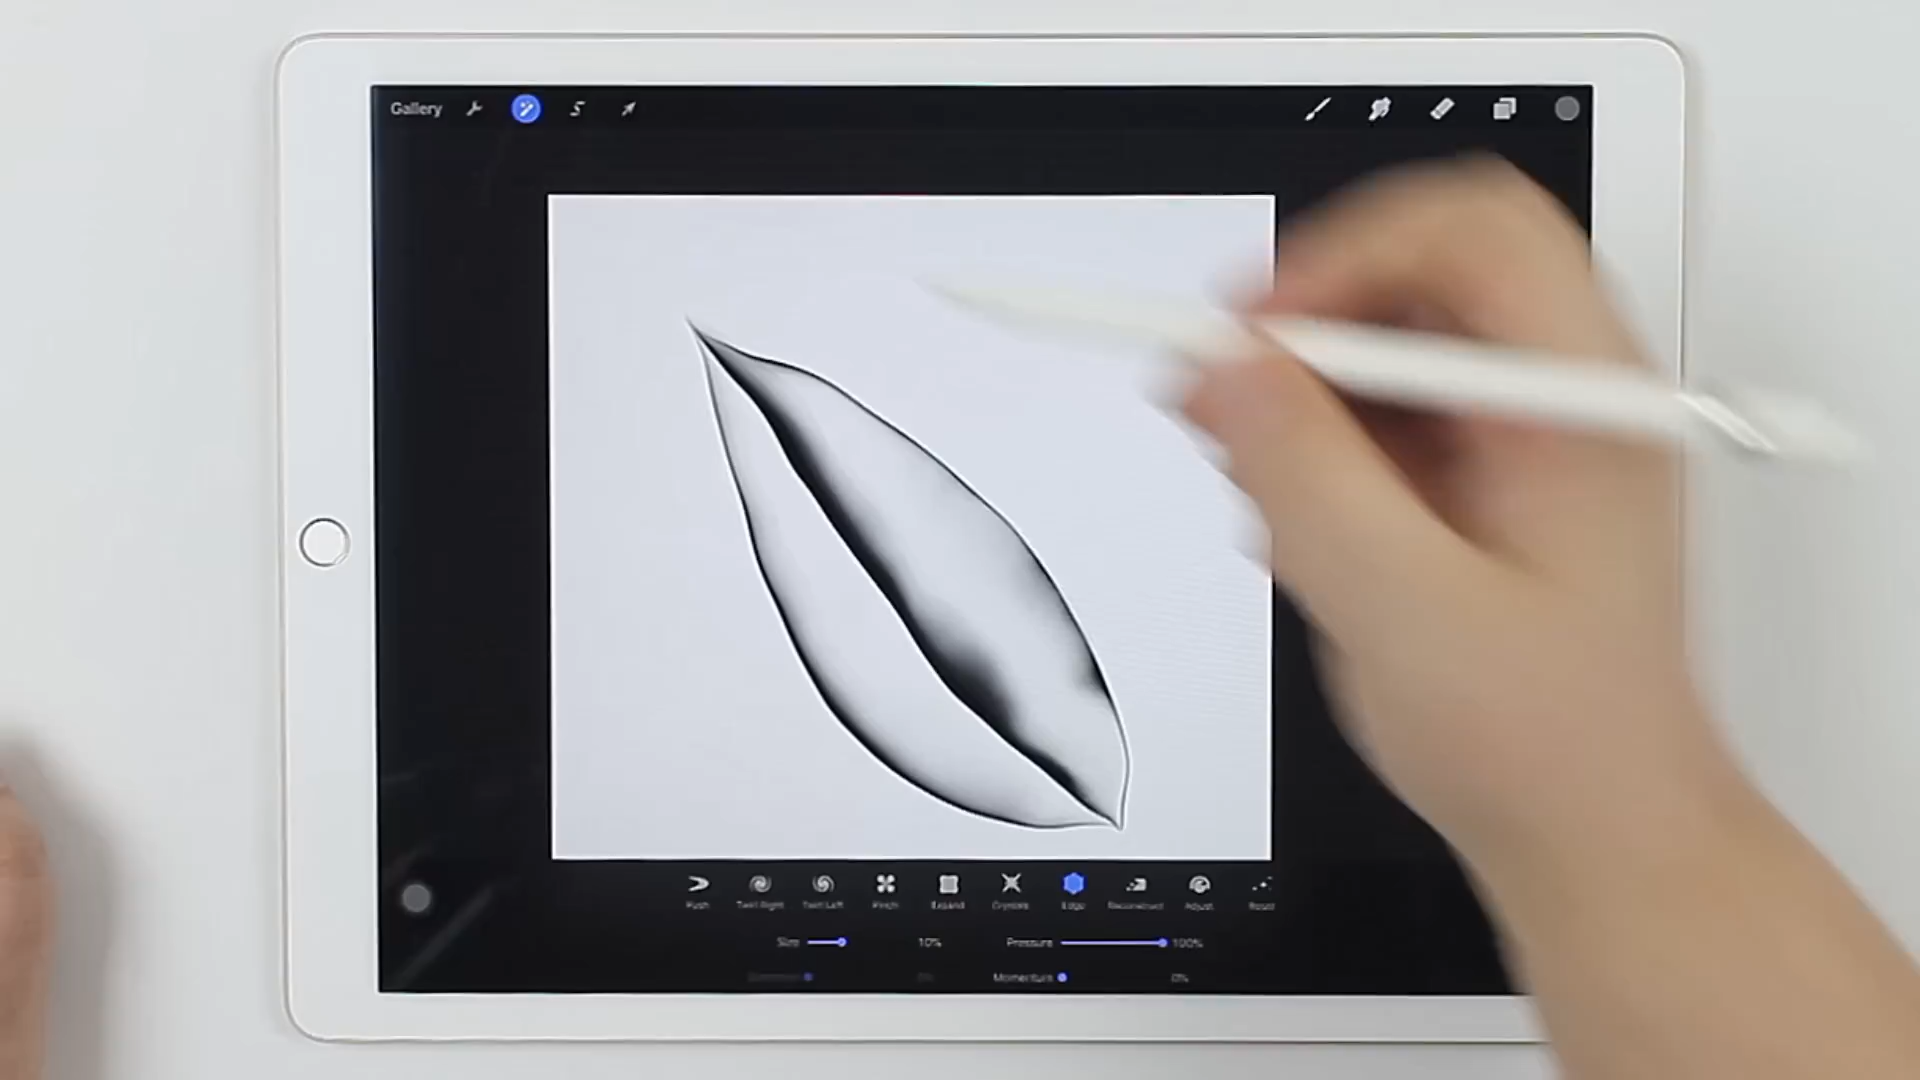 Gallery
Push Twirl Right Twirl Left Pinch Expand Crystals Edge Reconstruct Adjust Reset
Size 10% Pressure 100%
Momentum 0%